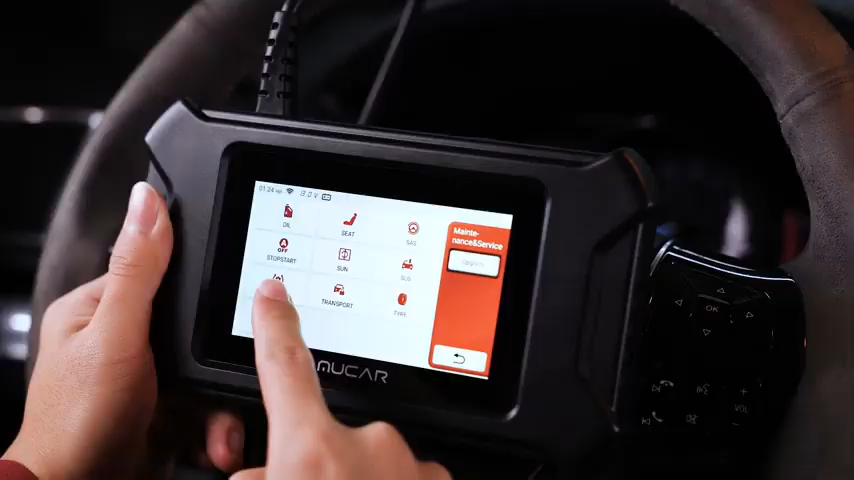 01:24
OIL
SEAT
SAS
Mainte-
nance&Service
STOPSTART
SUN
SUS
TRANSPORT
TYRE
MUCAR
OK
+
VOL
-